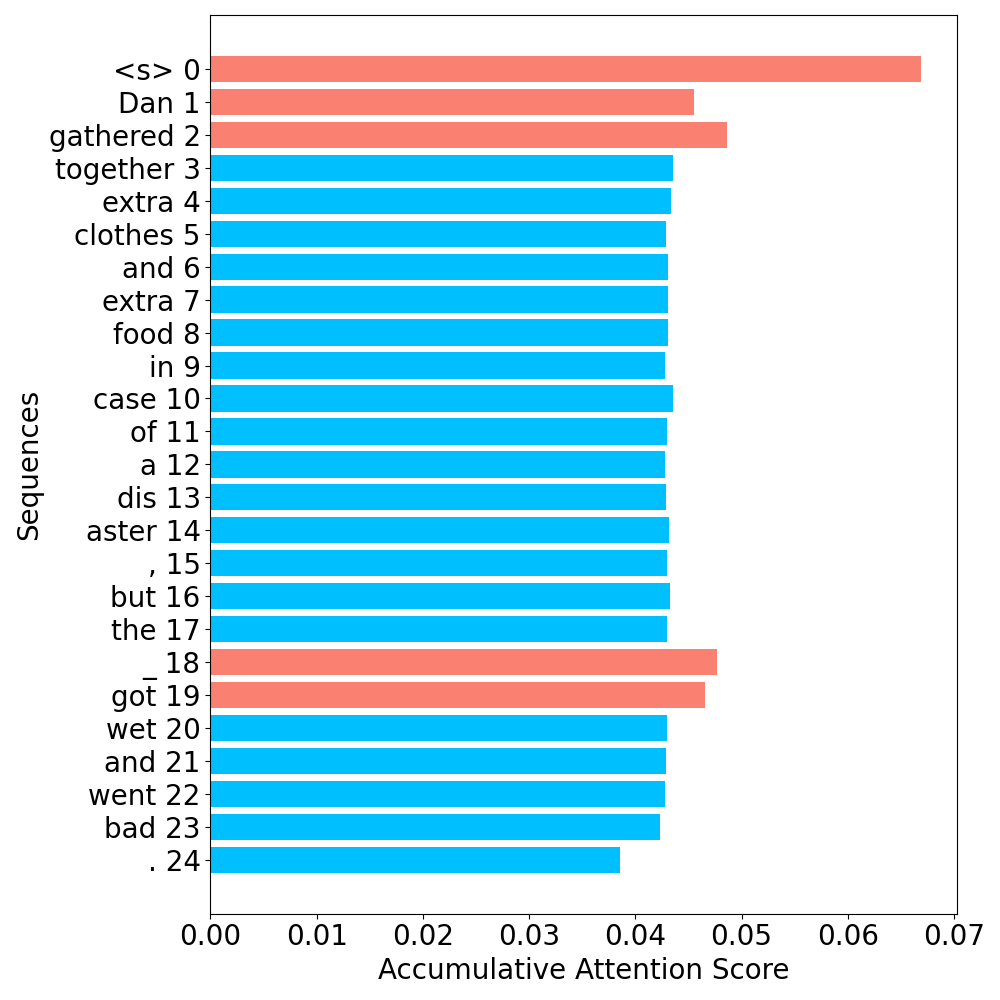 <s> 0
Dan 1
gathered 2
together 3
extra 4
clothes 5
and 6
extra 7
food 8
in 9
case 10
of 11
a 12
dis 13
aster 14
, 15
but 16
the 17
_ 18
got 19
wet 20
and 21
went 22
bad 23
. 24
Sequences
0.00 0.01 0.02 0.03 0.04 0.05 0.06 0.07
Accumulative Attention Score